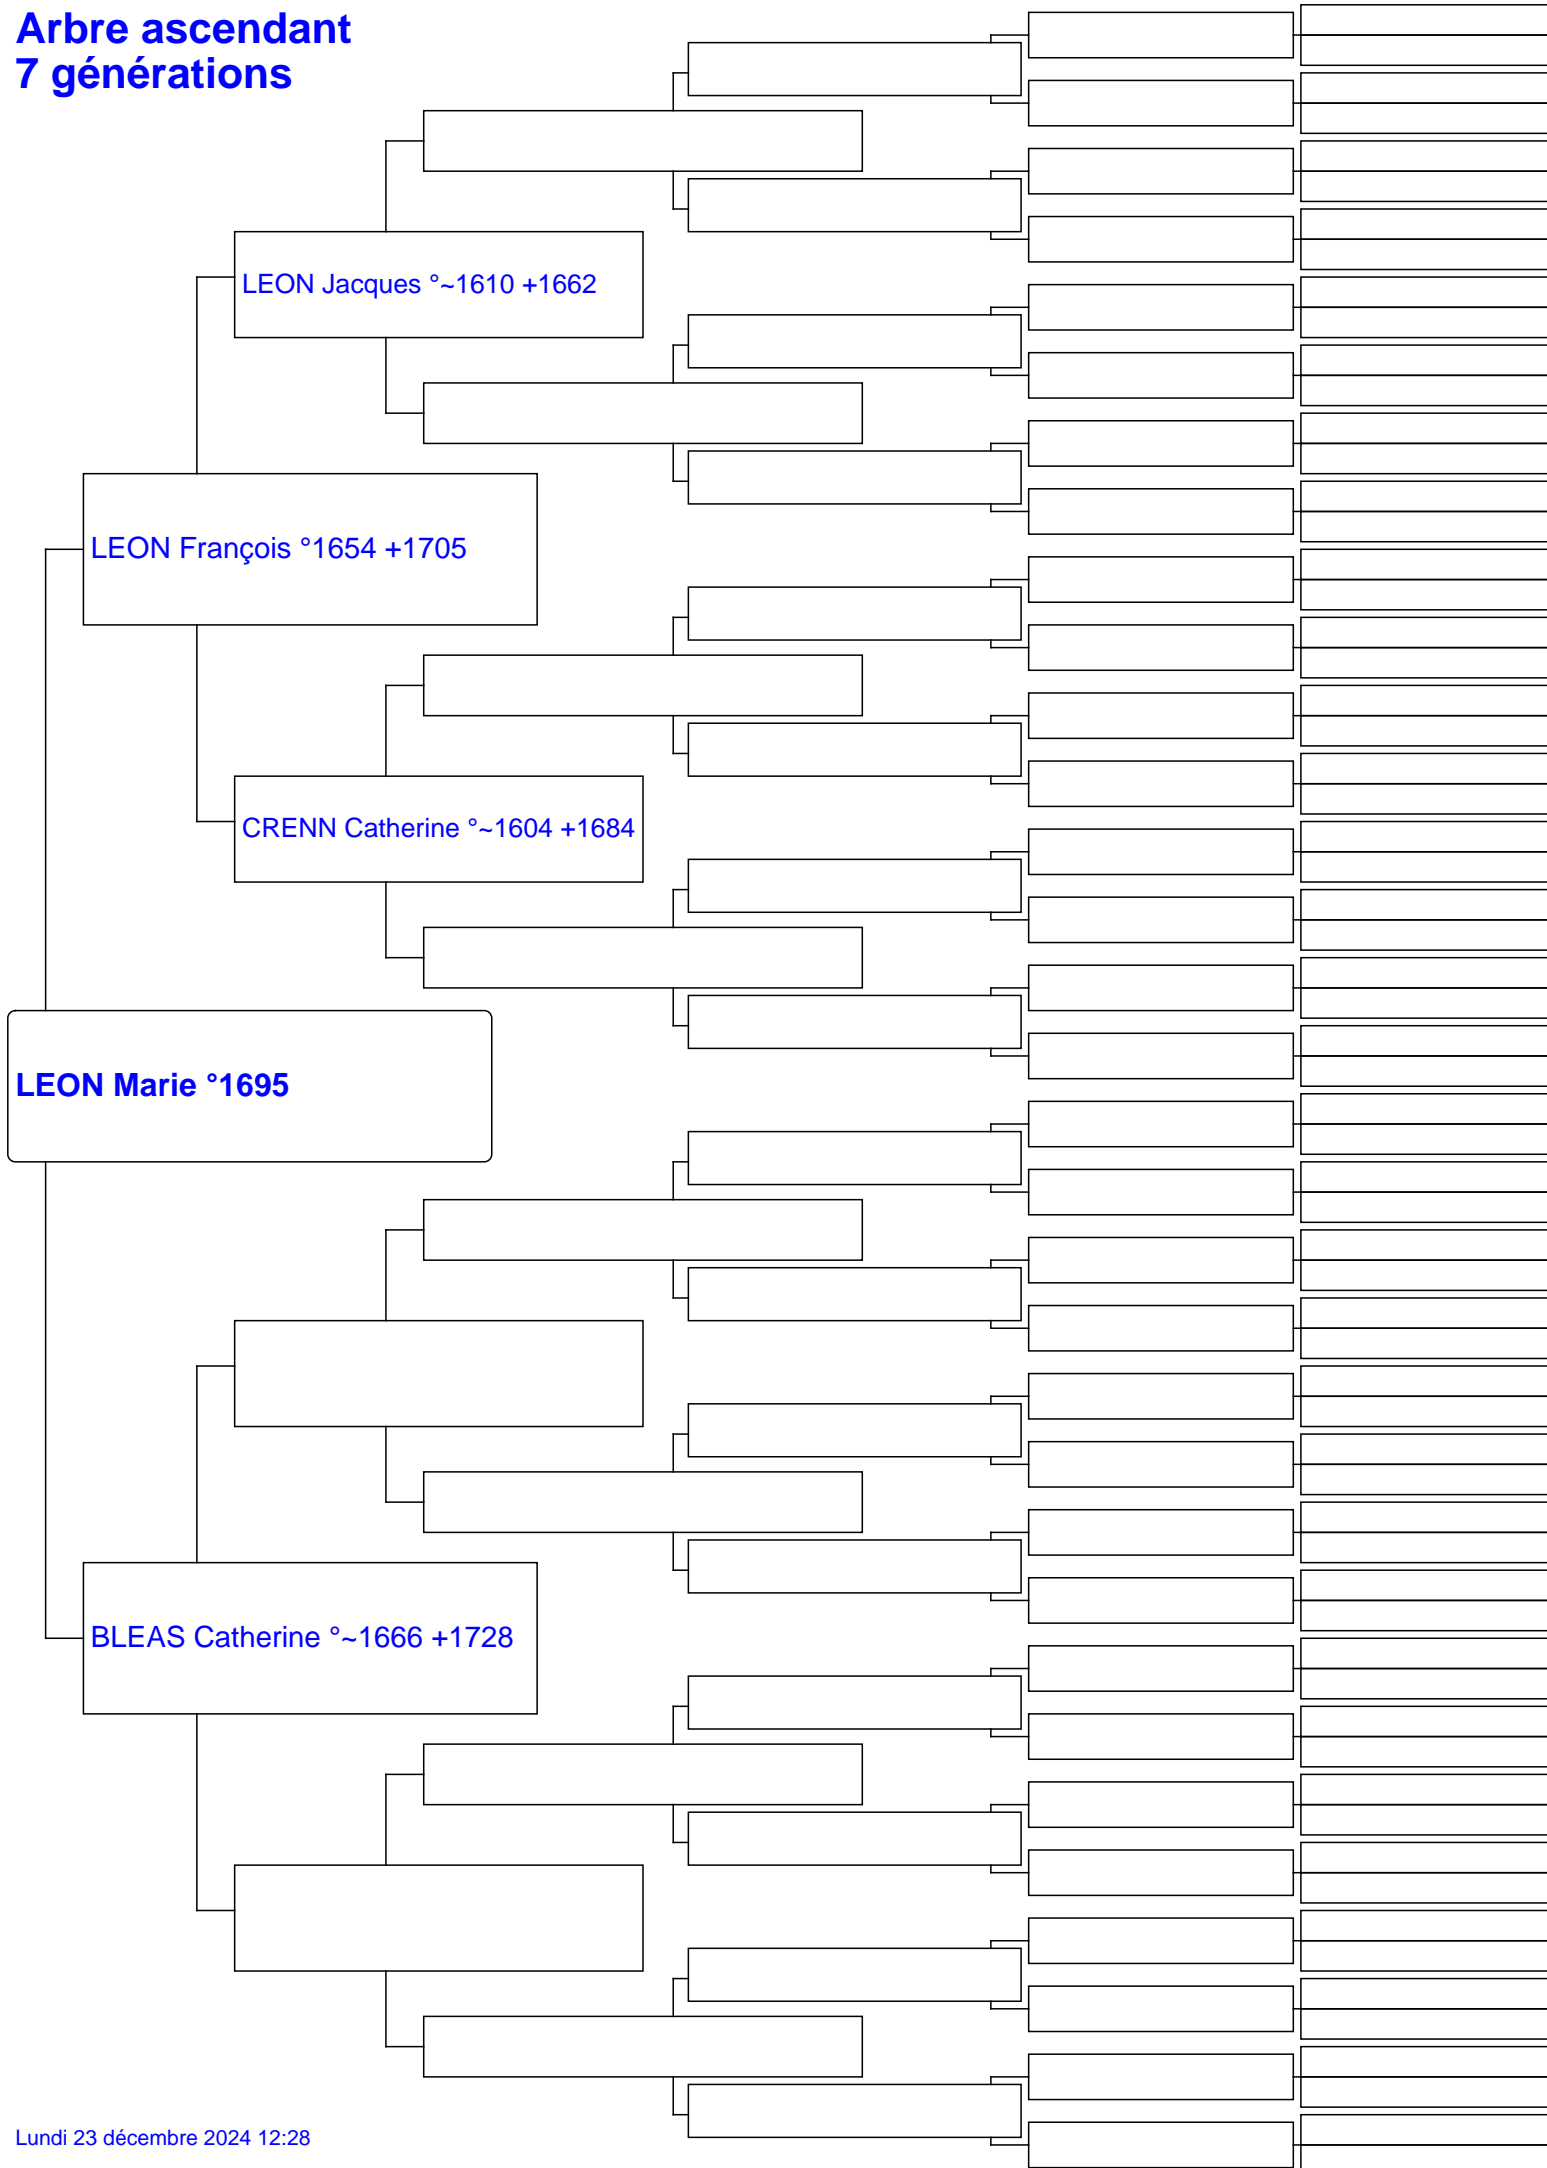 Arbre ascendant
7 générations
LEON Jacques °~1610 +1662
LEON François °1654 +1705
CRENN Catherine °~1604 +1684
LEON Marie °1695
BLEAS Catherine °~1666 +1728
Lundi 23 décembre 2024 12:28